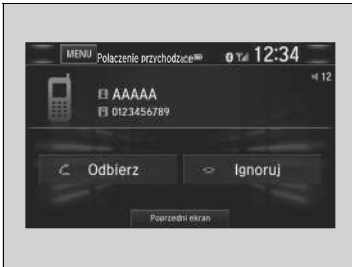 MENU Połączenie przychodzące 12:34
12
AAAAA
0123456789
Odbierz Ignoruj
Poprzedni ekran